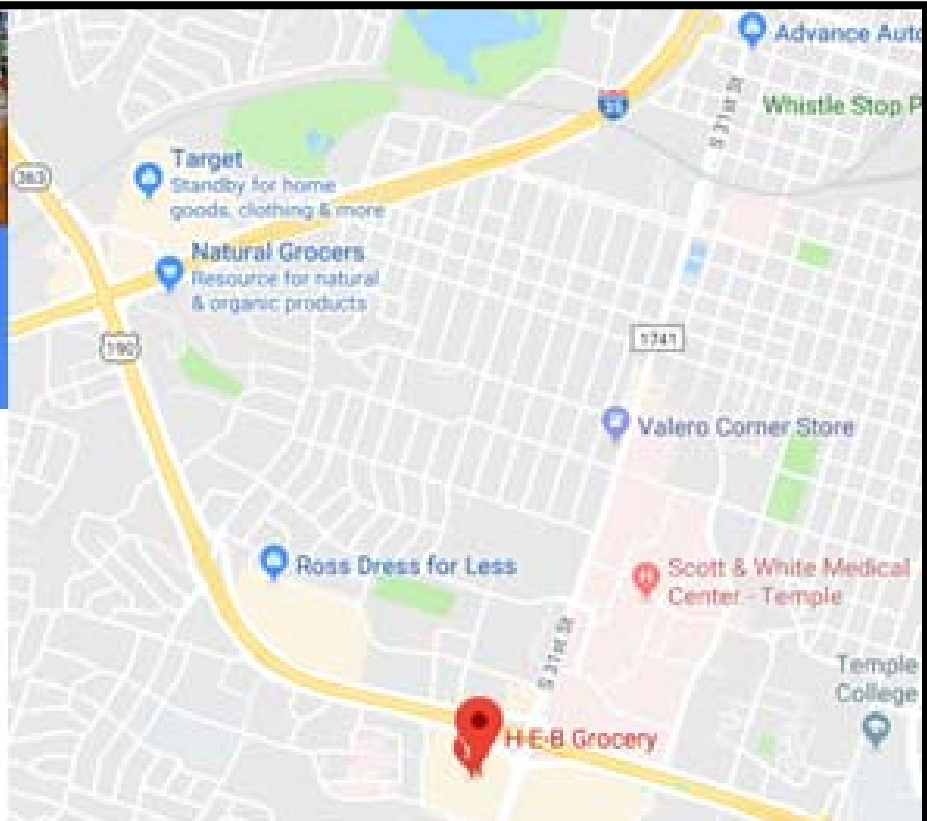 Advance Auto
S 31st St
Whistle Stop P
35
363
Target
Standby for home
goods, clothing & more
Natural Grocers
Resource for natural
& organic products
190
1741
Valero Corner Store
Ross Dress for Less
Scott & White Medical
Center - Temple
S 31st St
Temple
College
H-E-B Grocery